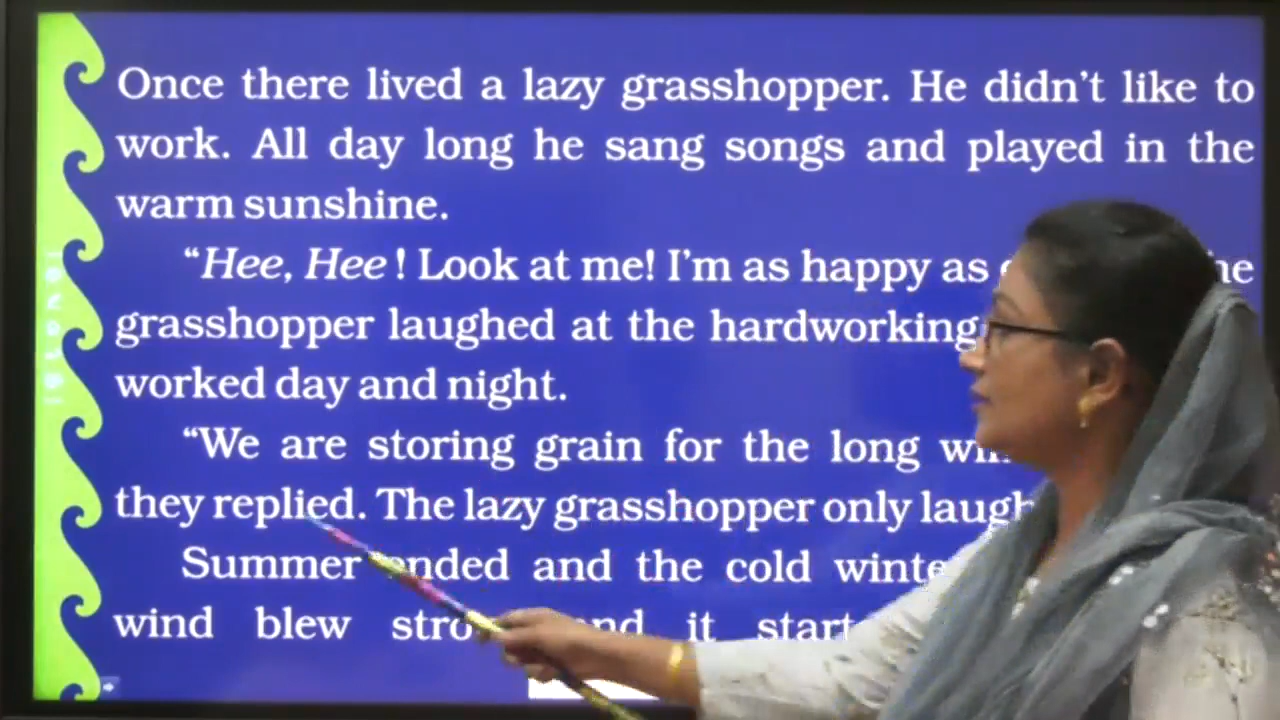 Once there lived a lazy grasshopper. He didn't like to
work. All day long he sang songs and played in the
warm sunshine.
“Hee, Hee! Look at me! I'm as happy as
grasshopper laughed at the hardworking
worked day and night.
“We are storing grain for the long
they replied. The lazy grasshopper only
Summer ended and the cold
wind blew and it